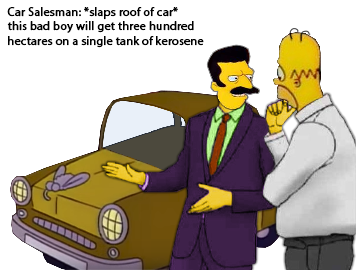 Car Salesman: *slaps roof of car*
this bad boy will get three hundred
hectares on a single tank of kerosene